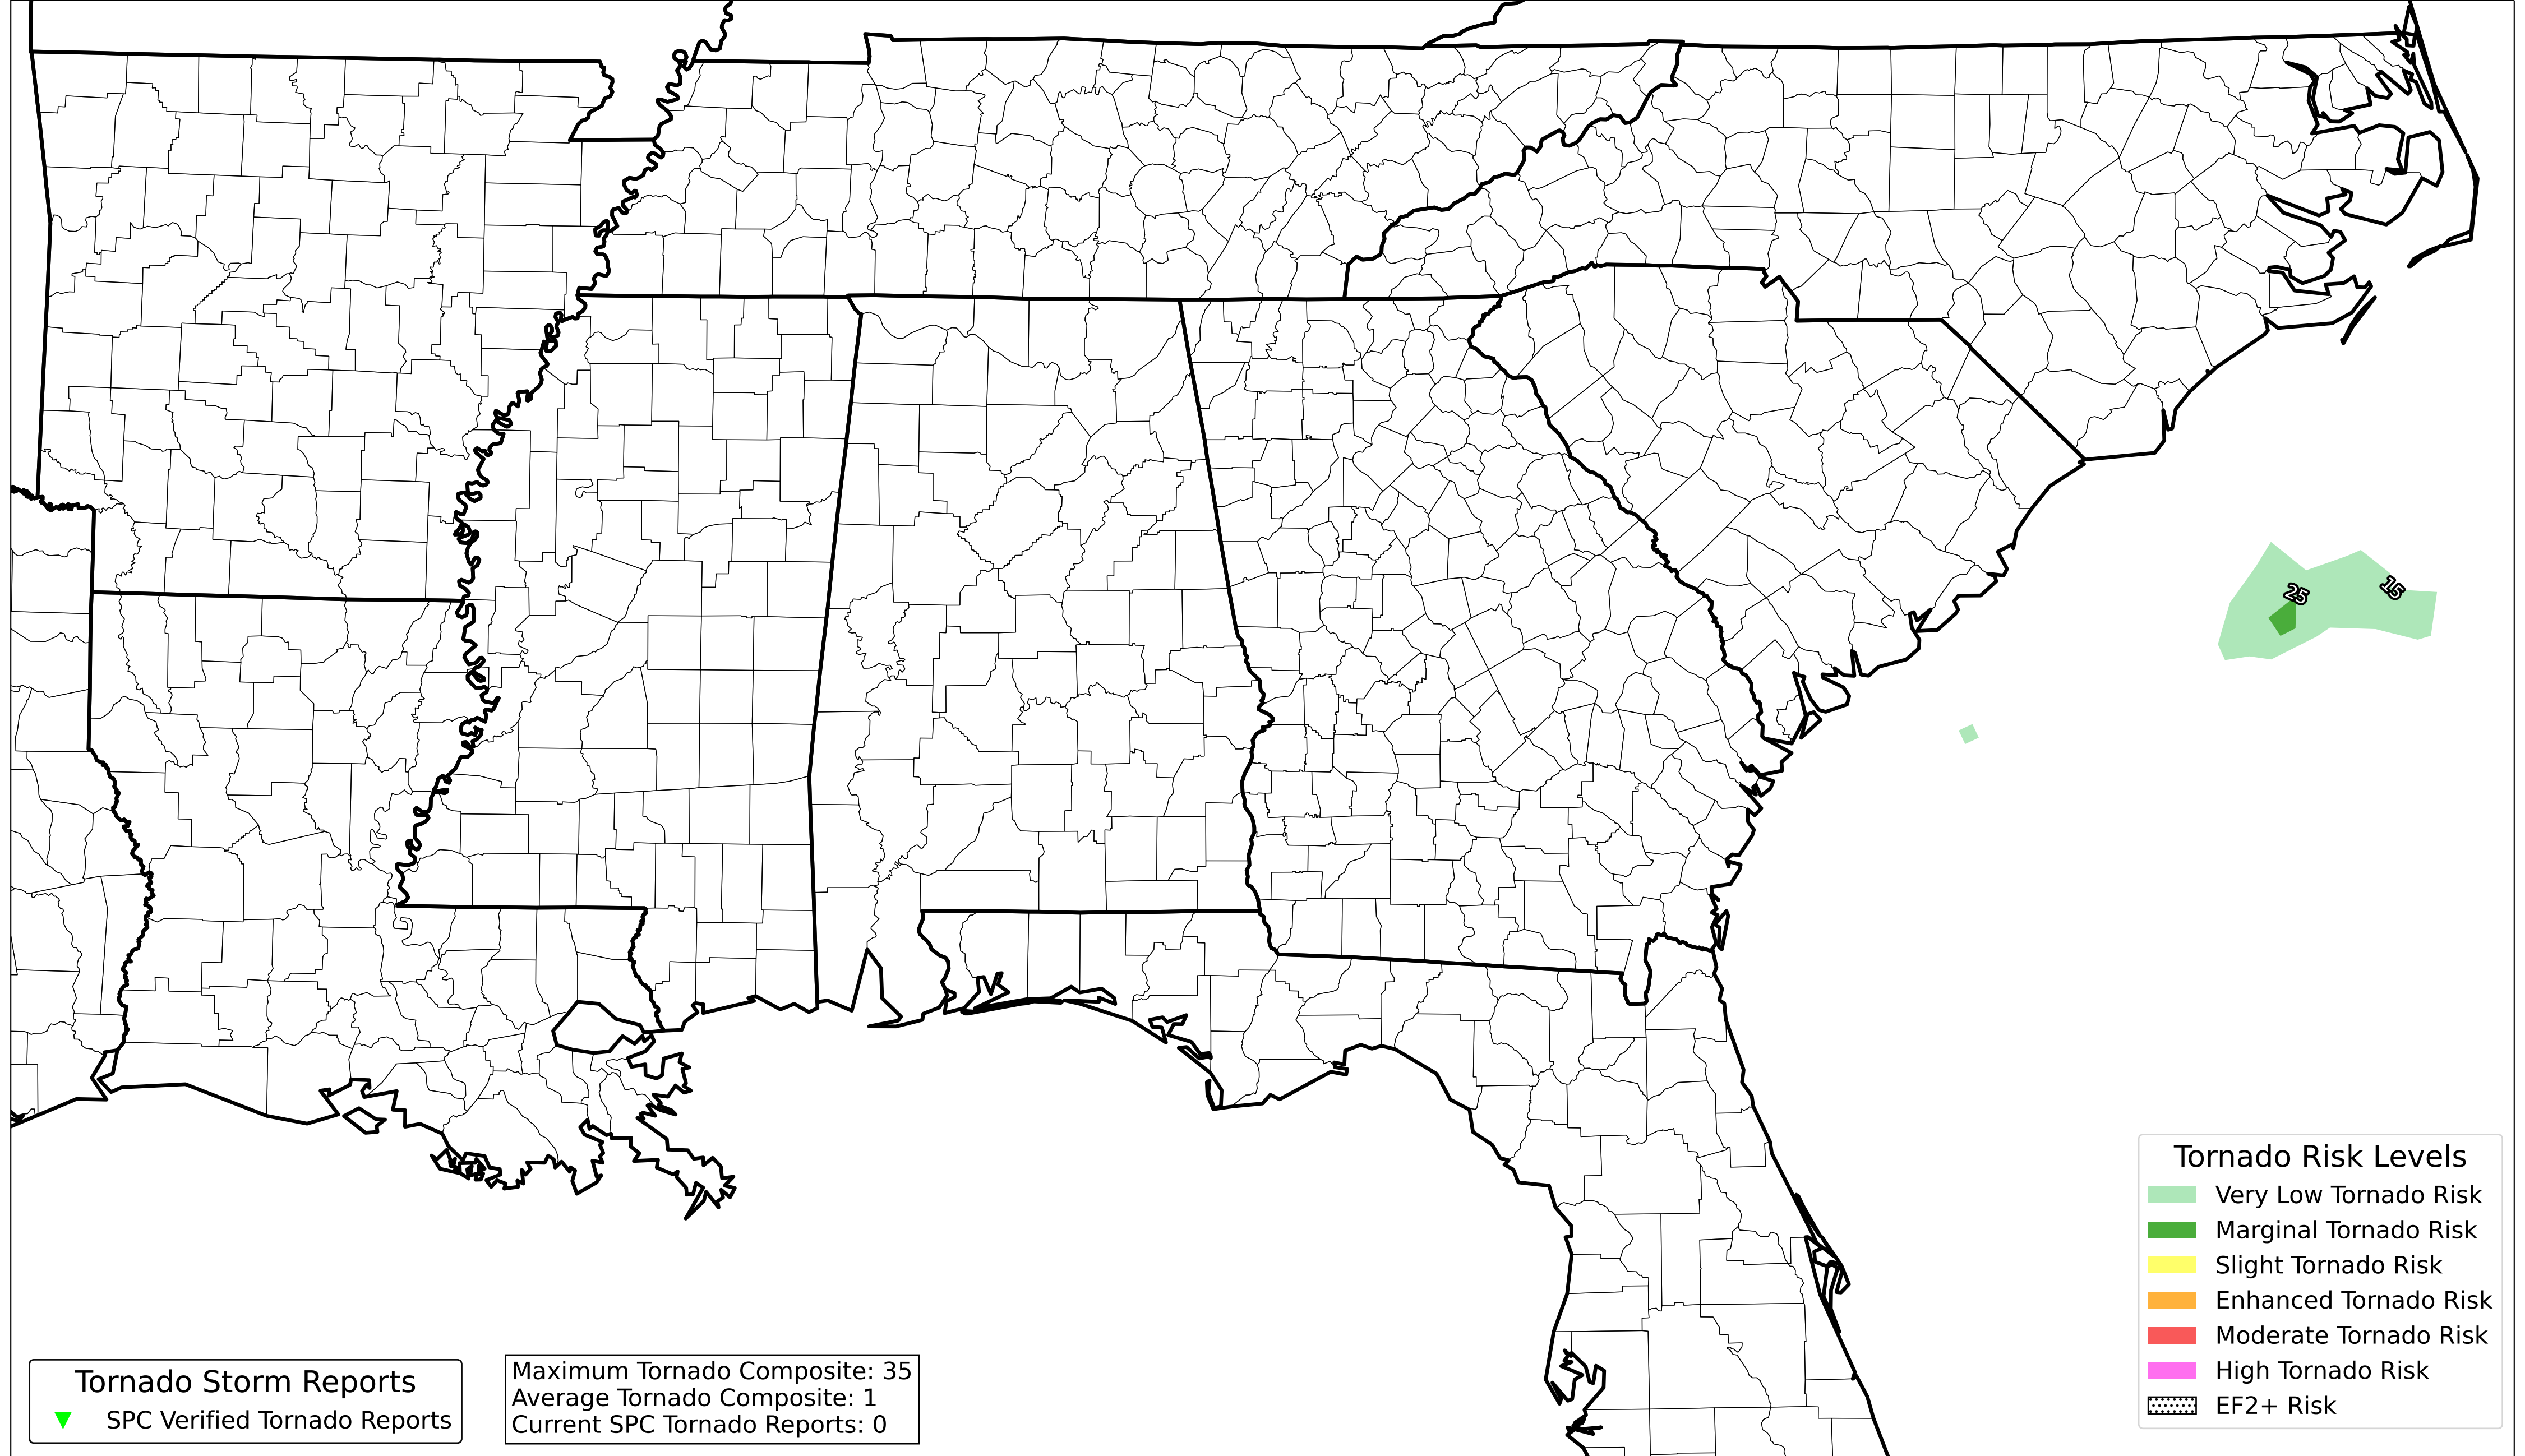 25
15
Tornado Risk Levels
Very Low Tornado Risk
Marginal Tornado Risk
Slight Tornado Risk
Enhanced Tornado Risk
Moderate Tornado Risk
High Tornado Risk
EF2+ Risk
Tornado Storm Reports
SPC Verified Tornado Reports
Maximum Tornado Composite: 35
Average Tornado Composite: 1
Current SPC Tornado Reports: 0